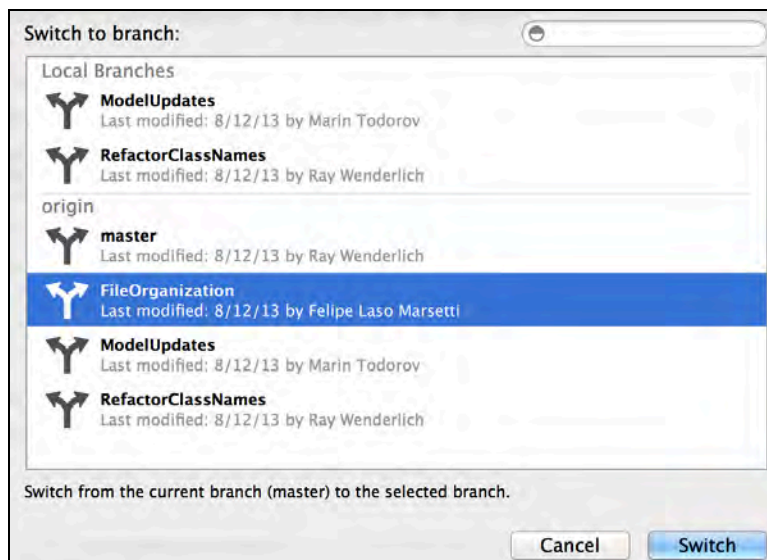 Switch to branch:
Local Branches
ModelUpdates
Last modified: 8/12/13 by Marin Todorov
RefactorClassNames
Last modified: 8/12/13 by Ray Wenderlich
origin
master
Last modified: 8/12/13 by Ray Wenderlich
FileOrganization
Last modified: 8/12/13 by Felipe Laso Marsetti
ModelUpdates
Last modified: 8/12/13 by Marin Todorov
RefactorClassNames
Last modified: 8/12/13 by Ray Wenderlich
Switch from the current branch (master) to the selected branch.
Cancel Switch